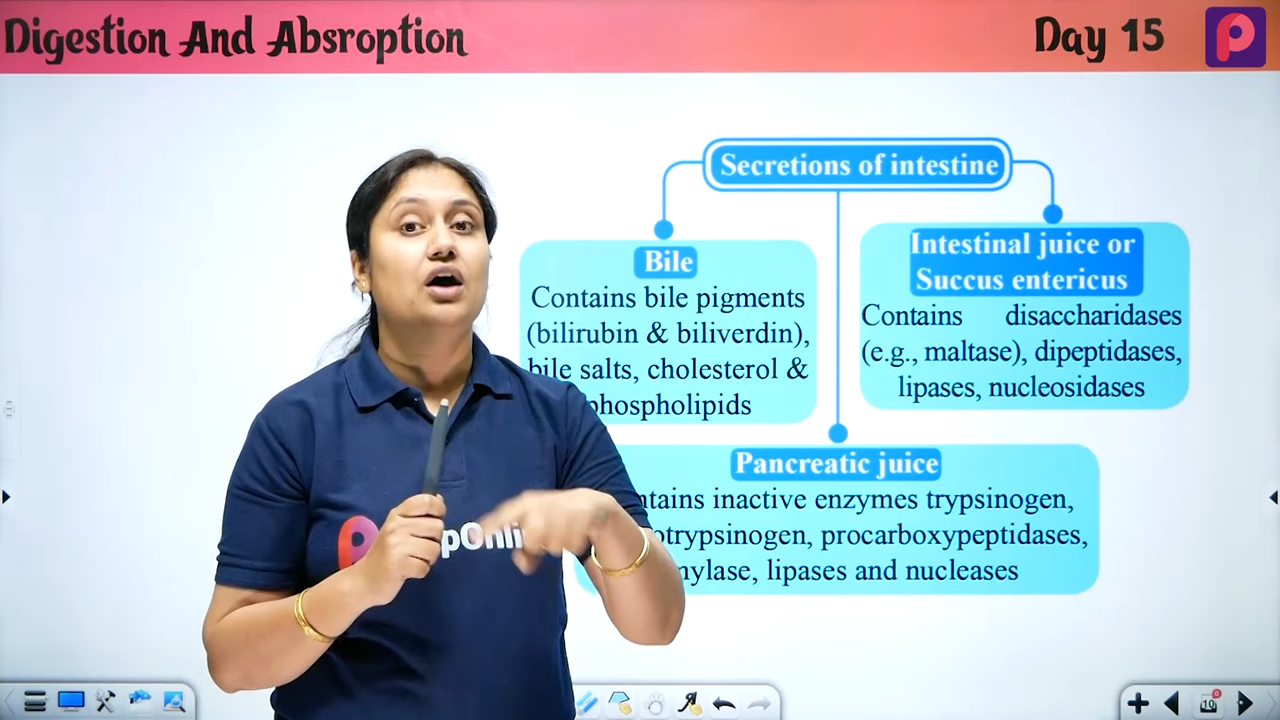 Digestion And Absroption
Day 15
Secretions of intestine
Bile
Contains bile pigments
(bilirubin & biliverdin),
bile salts, cholesterol &
phospholipids
Intestinal juice or
Succus entericus
Contains disaccharidases
(e.g., maltase), dipeptidases,
lipases, nucleosidases
Pancreatic juice
inactive enzymes trypsinogen,
procarboxypeptidases,
lipases and nucleases